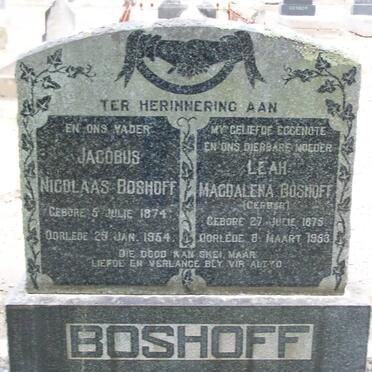 TER HERINNERING AAN
EN ONS VADER
JACOBUS
NICOLAAS BOSHOFF
GEBORE 5 JULIE 1874
OORLEDE 29 JAN. 1954.
MY GELIEFDE EGGENOTE
EN ONS DIERBARE MOEDER
LEAH
MAGDALENA BOSHOFF
(GERBER)
GEBORE 27 JULIE 1875
OORLEDE 8 MAART 1953
DIE DOOD KAN SKEI, MAAR
LIEFDE EN VERLANGE BLY VIR ALTYD
BOSHOFF